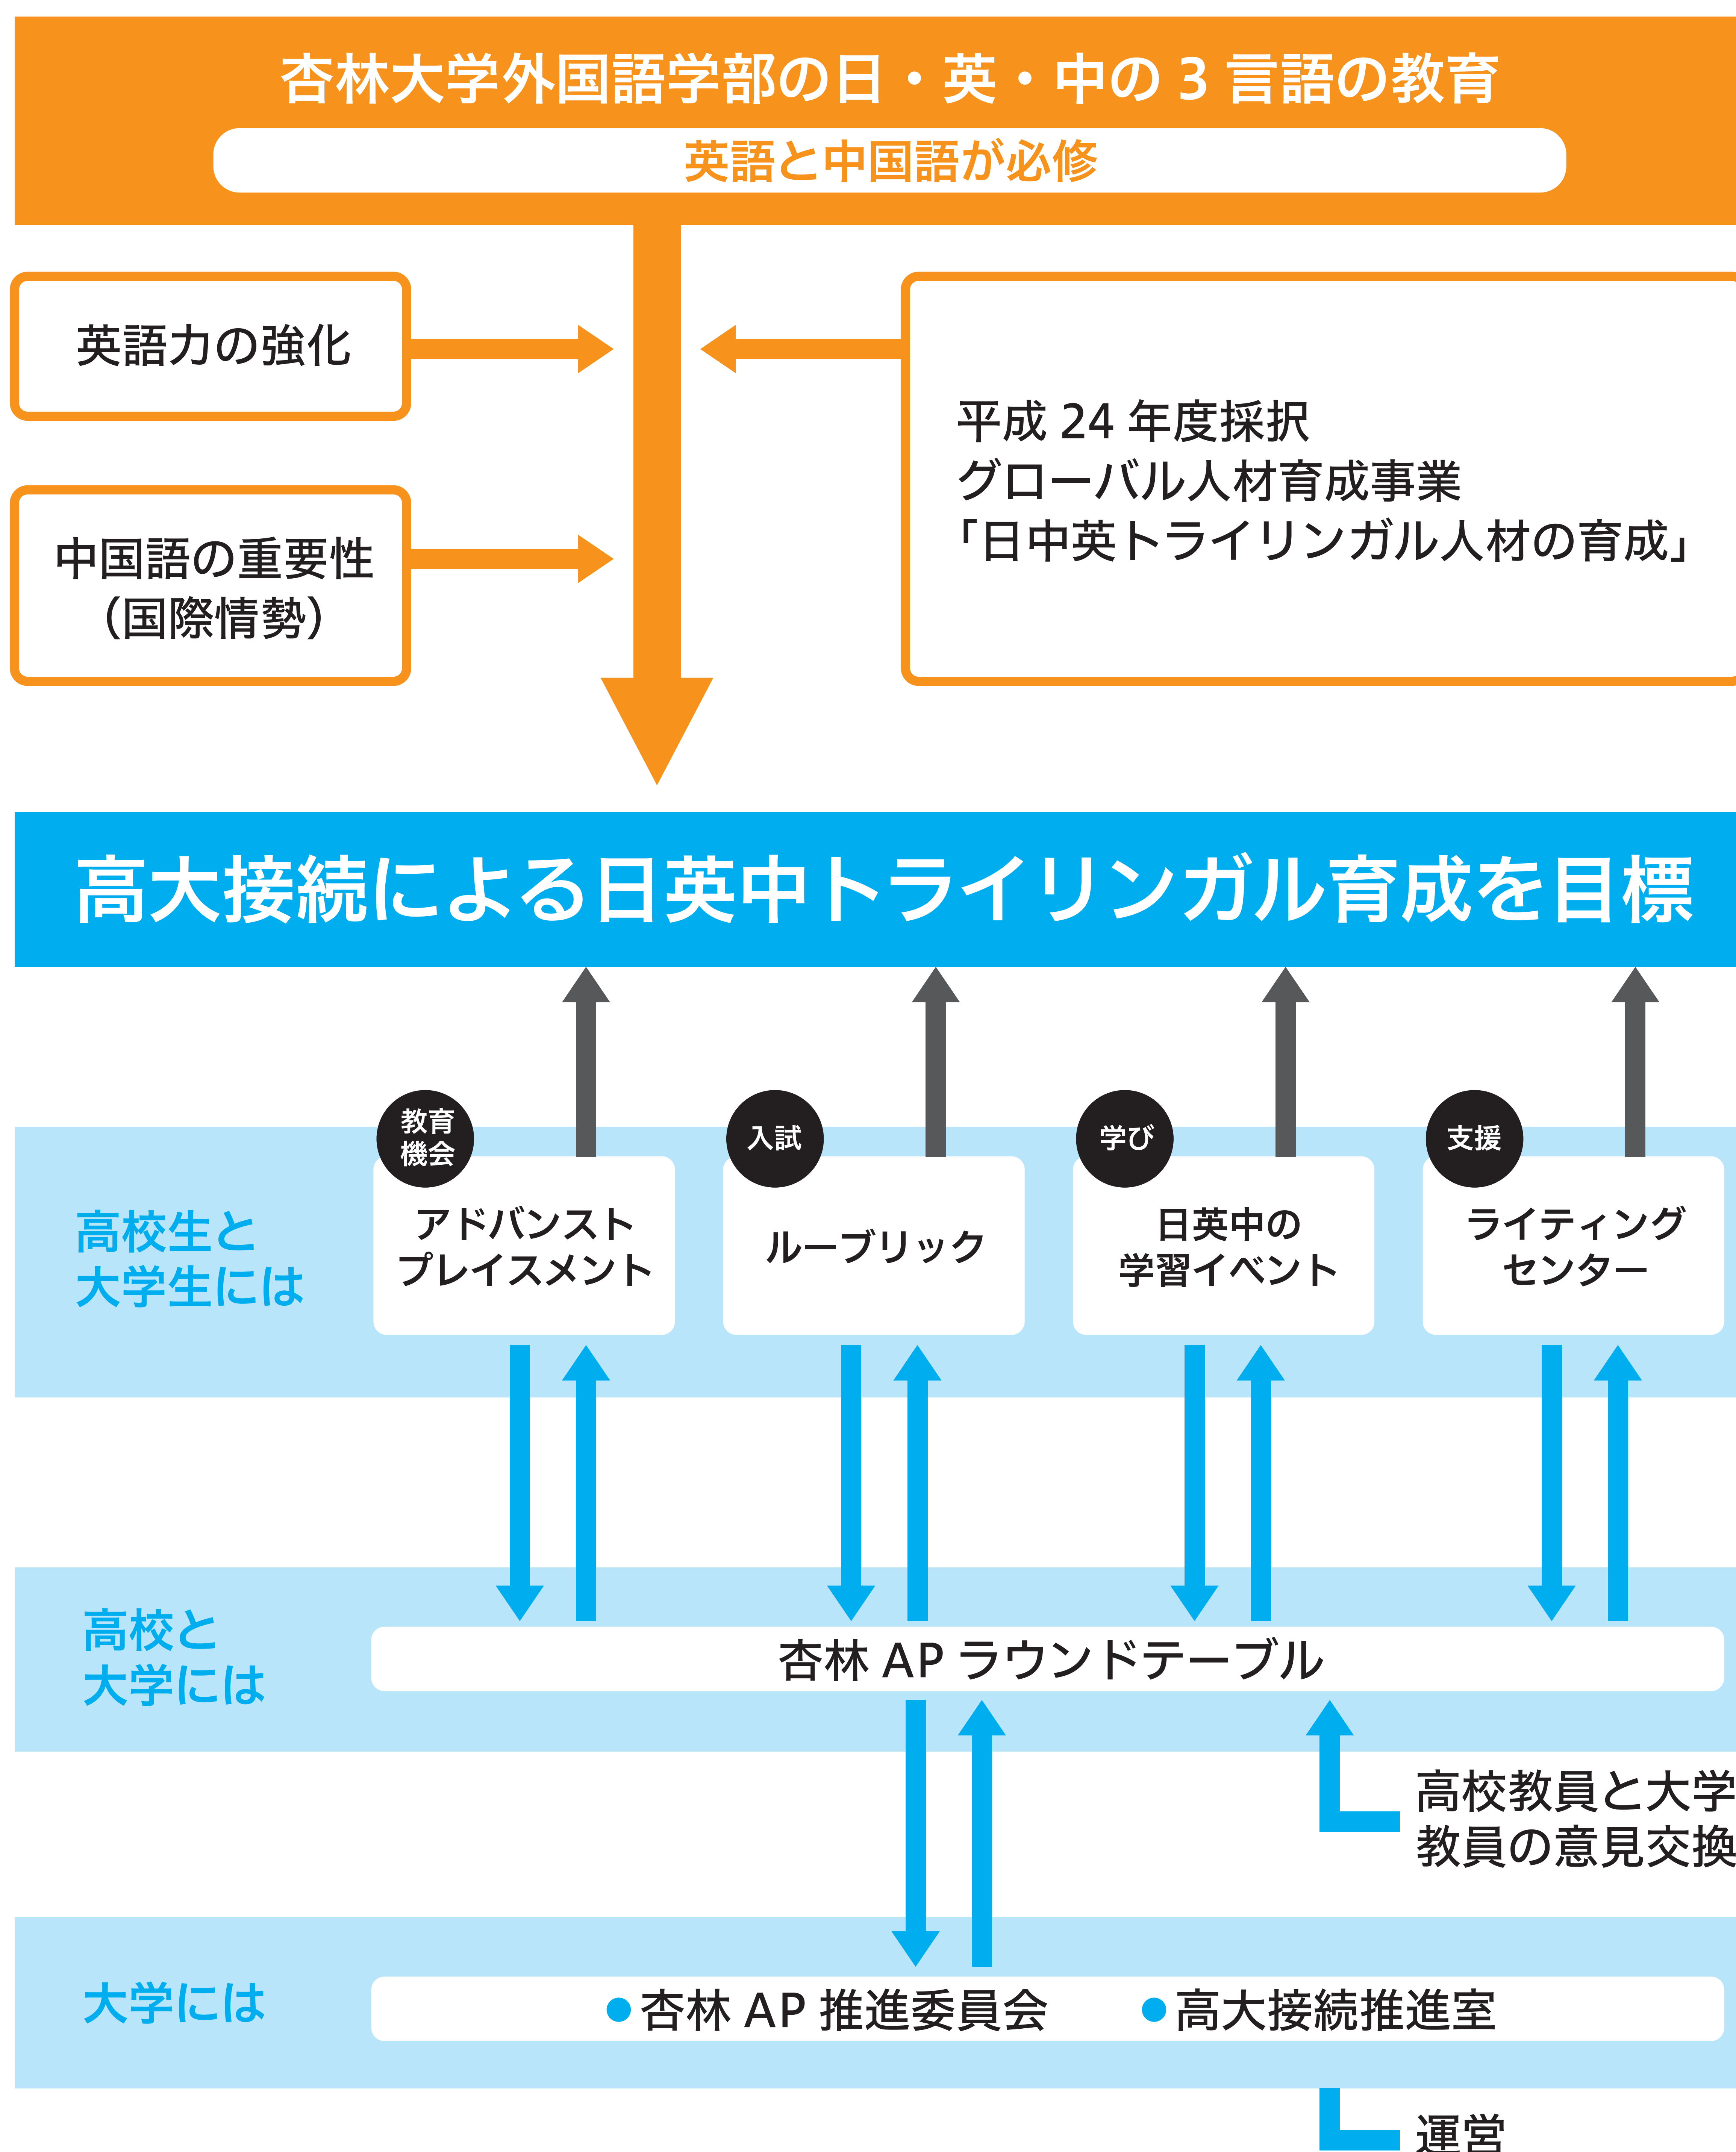 杏林大学外国語学部の日・英・中の 3 言語の教育
英語と中国語が必修
英語力の強化
中国語の重要性
（国際情勢）
平成 24 年度採択
グローバル人材育成事業
「日中英トライリンガル人材の育成」
高大接続による日英中トライリンガル育成を目標
高校生と
大学生には
教育
機会
アドバンスト
プレイスメント
入試
ルーブリック
学び
日英中の
学習イベント
支援
ライティング
センター
高校と
大学には
杏林 AP ラウンドテーブル
高校教員と大学
教員の意見交換
大学には
●杏林 AP 推進委員会
●高大接続推進室
運営